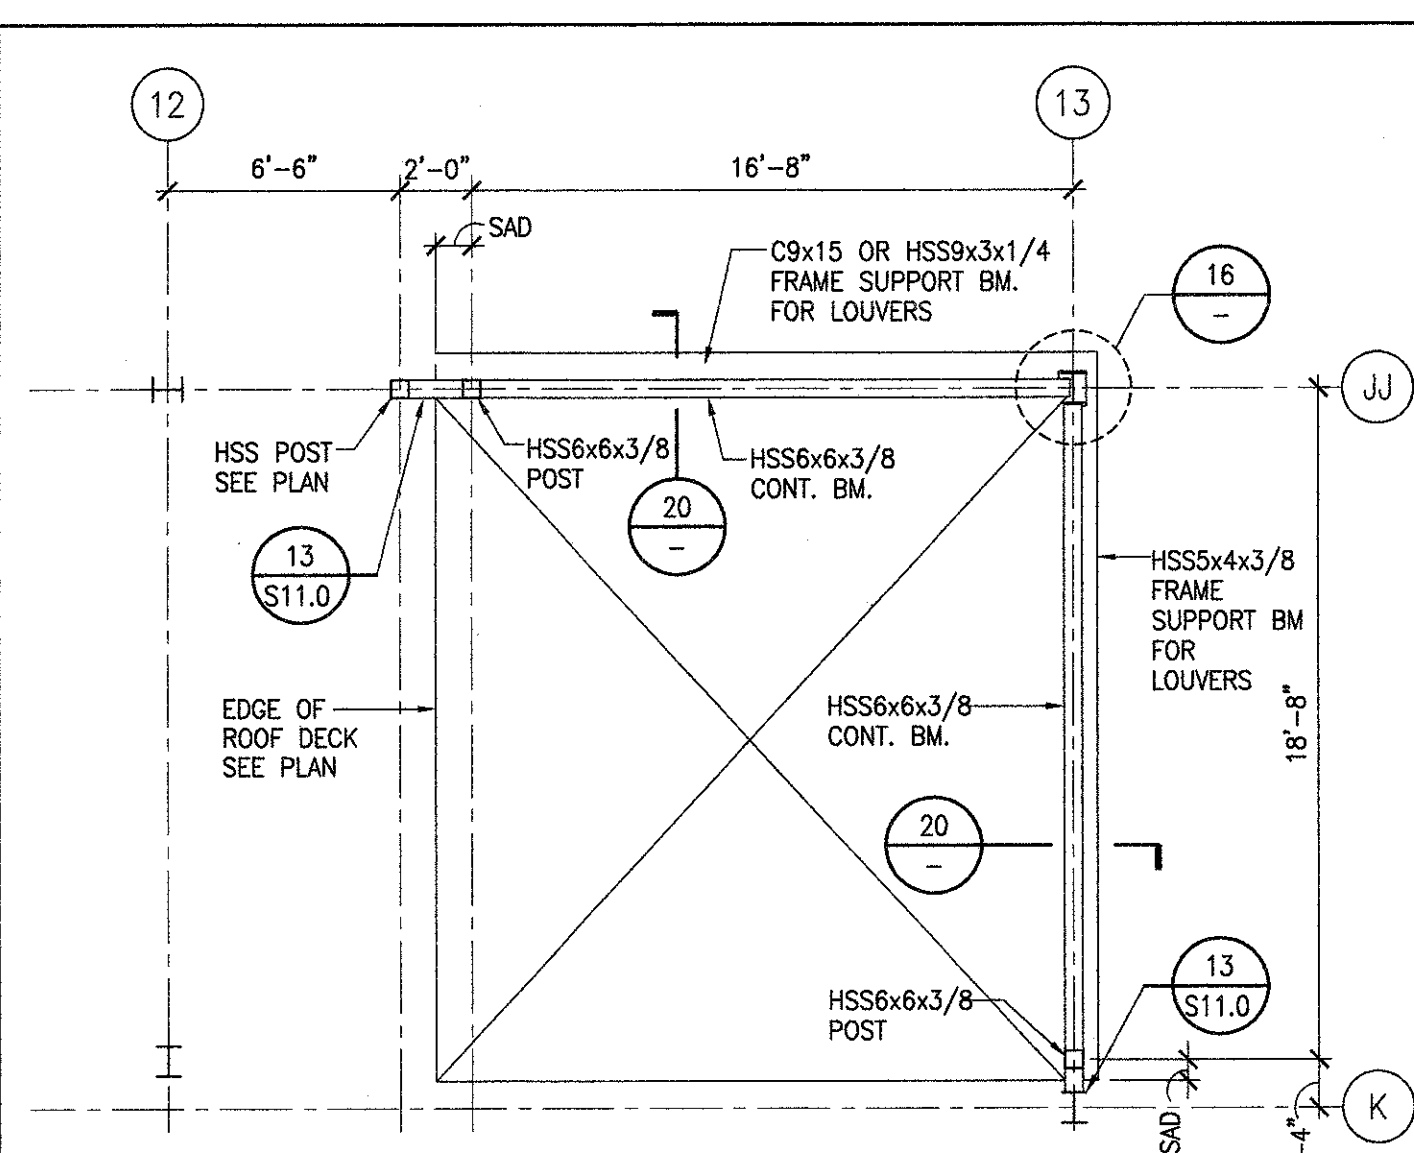 12
13
6'-6"
2'-0"
16'-8"
SAD
C9x15 OR HSS9x3x1/4
FRAME SUPPORT BM.
FOR LOUVERS
16
-
JJ
HSS POST
SEE PLAN
HSS6x6x3/8
POST
HSS6x6x3/8
CONT. BM.
20
-
13
S11.0
HSS5x4x3/8
FRAME
SUPPORT BM
FOR
LOUVERS
EDGE OF
ROOF DECK
SEE PLAN
HSS6x6x3/8
CONT. BM.
18'-8"
20
-
HSS6x6x3/8
POST
13
S11.0
SAD
-4"
K